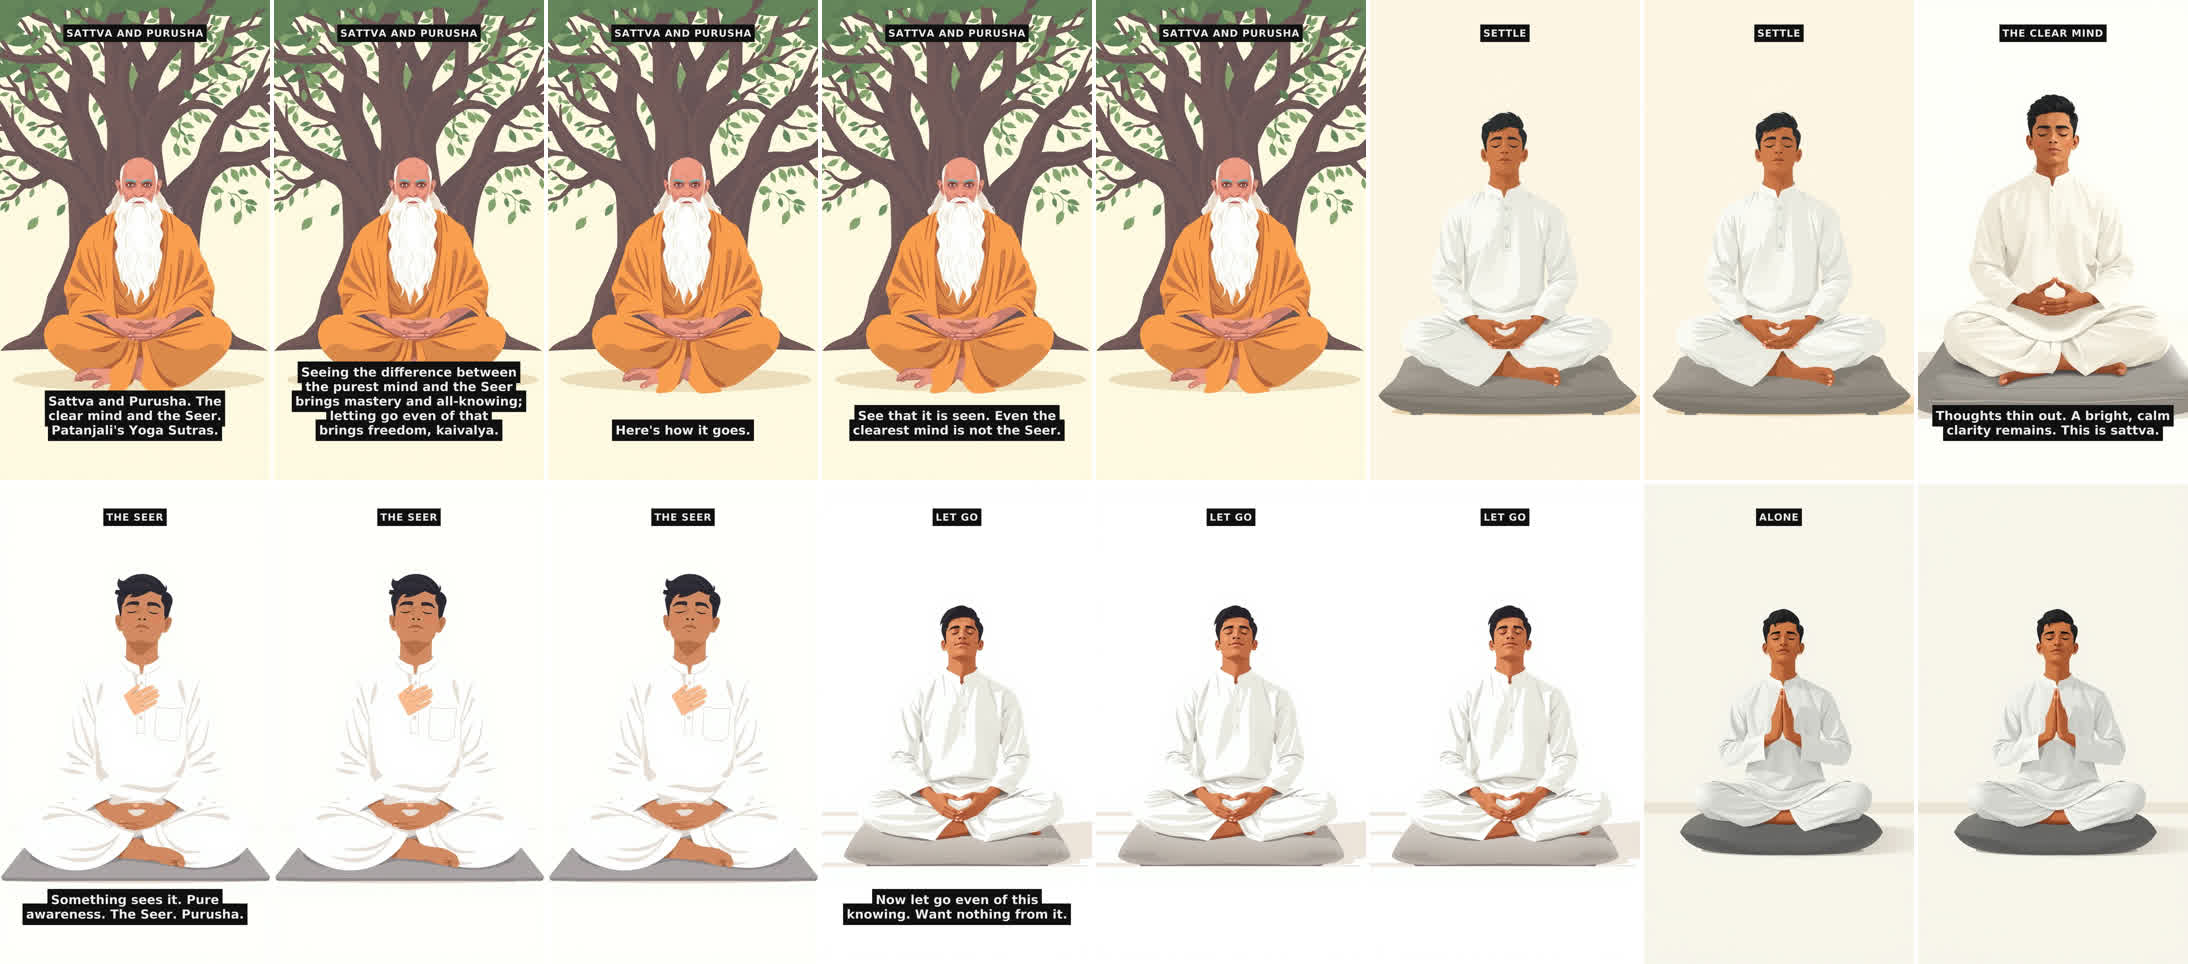 SATTVA AND PURUSHA
Sattva and Purusha. The
clear mind and the Seer.
Patanjali's Yoga Sutras.
SATTVA AND PURUSHA
Seeing the difference between
the purest mind and the Seer
brings mastery and all-knowing;
letting go even of that
brings freedom, kaivalya.
SATTVA AND PURUSHA
Here's how it goes.
SATTVA AND PURUSHA
See that it is seen. Even the
clearest mind is not the Seer.
SATTVA AND PURUSHA
SETTLE
SETTLE
THE CLEAR MIND
Thoughts thin out. A bright, calm
clarity remains. This is sattva.
THE SEER
Something sees it. Pure
awareness. The Seer. Purusha.
THE SEER
THE SEER
LET GO
Now let go even of this
knowing. Want nothing from it.
LET GO
LET GO
ALONE